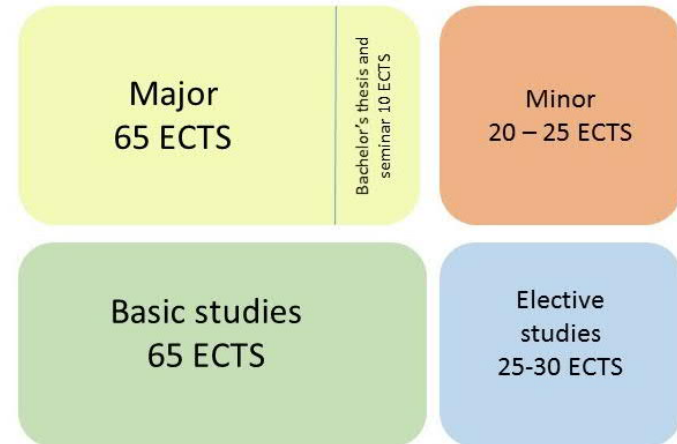 Major
65 ECTS
Bachelor's thesis and
seminar 10 ECTS
Minor
20 – 25 ECTS
Basic studies
65 ECTS
Elective
studies
25-30 ECTS